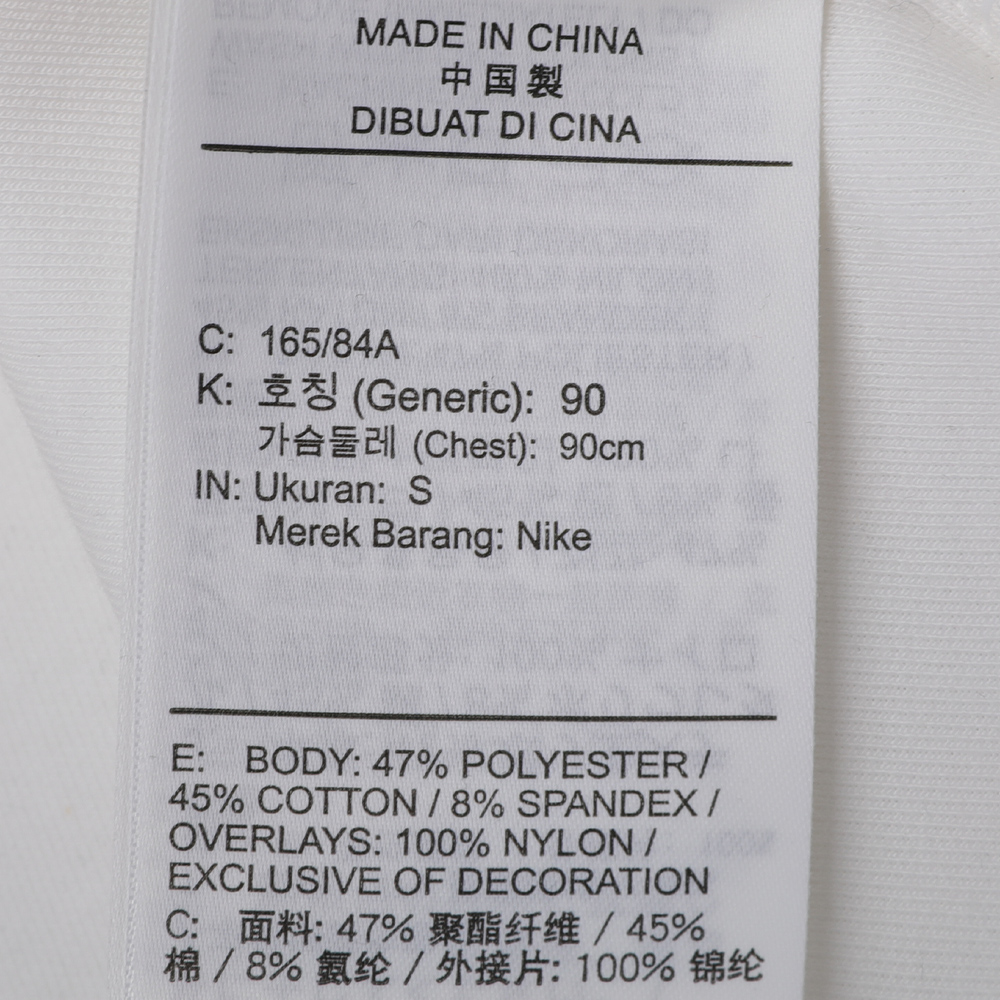 MADE IN CHINA
中国製
DIBUAT DI CINA
C: 165/84A
K: 호칭 (Generic): 90
가슴둘레 (Chest): 90cm
IN: Ukuran: S
Merek Barang: Nike
E: BODY: 47% POLYESTER /
45% COTTON / 8% SPANDEX /
OVERLAYS: 100% NYLON /
EXCLUSIVE OF DECORATION
C: 面料: 47% 聚酯纤维 / 45%
棉 / 8% 氨纶 / 外接片: 100% 锦纶